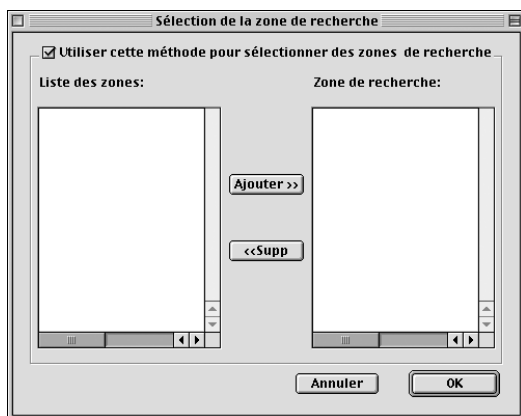 Sélection de la zone de recherche
Utiliser cette méthode pour sélectionner des zones de recherche
Liste des zones:
Zone de recherche:
Ajouter >>
<<Supp
Annuler
OK